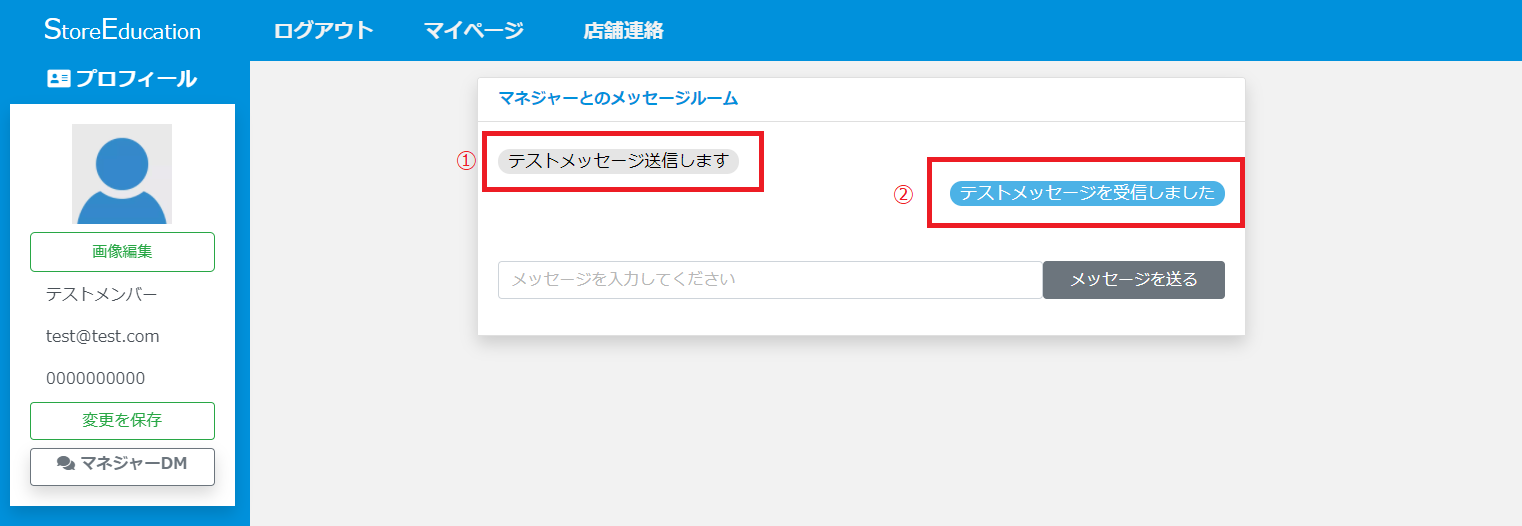 StoreEducation
ログアウト
マイページ
店舗連絡
プロフィール
画像編集
テストメンバー
test@test.com
0000000000
変更を保存
マネジャーDM
マネジャーとのメッセージルーム
①
テストメッセージ送信します
②
テストメッセージを受信しました
メッセージを入力してください
メッセージを送る